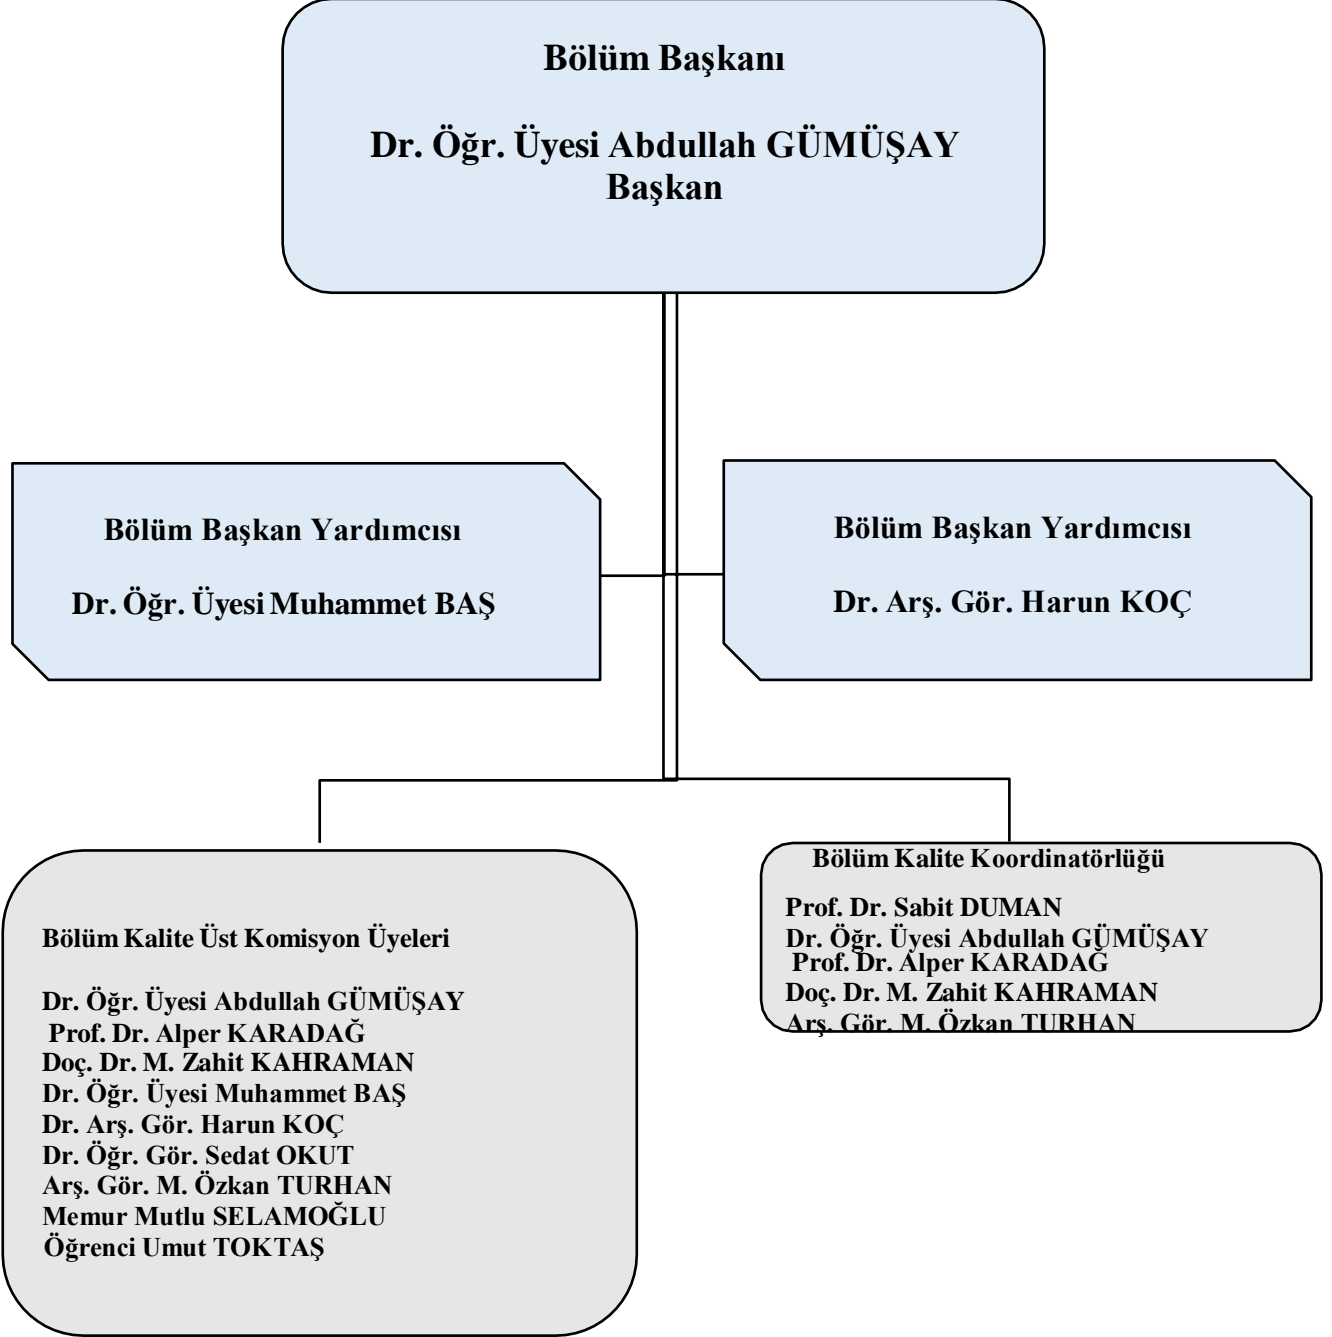 Bölüm Başkanı
Dr. Öğr. Üyesi Abdullah GÜMÜŞAY
Başkan
Bölüm Başkan Yardımcısı
Dr. Öğr. Üyesi Muhammet BAŞ
Bölüm Başkan Yardımcısı
Dr. Arş. Gör. Harun KOÇ
Bölüm Kalite Üst Komisyon Üyeleri
Dr. Öğr. Üyesi Abdullah GÜMÜŞAY
Prof. Dr. Alper KARADAĞ
Doç. Dr. M. Zahit KAHRAMAN
Dr. Öğr. Üyesi Muhammet BAŞ
Dr. Arş. Gör. Harun KOÇ
Dr. Öğr. Gör. Sedat OKUT
Arş. Gör. M. Özkan TURHAN
Memur Mutlu SELAMOĞLU
Öğrenci Umut TOKTAŞ
Bölüm Kalite Koordinatörlüğü
Prof. Dr. Sabit DUMAN
Dr. Öğr. Üyesi Abdullah GÜMÜŞAY
Prof. Dr. Alper KARADAĞ
Doç. Dr. M. Zahit KAHRAMAN
Arş. Gör. M. Özkan TURHAN